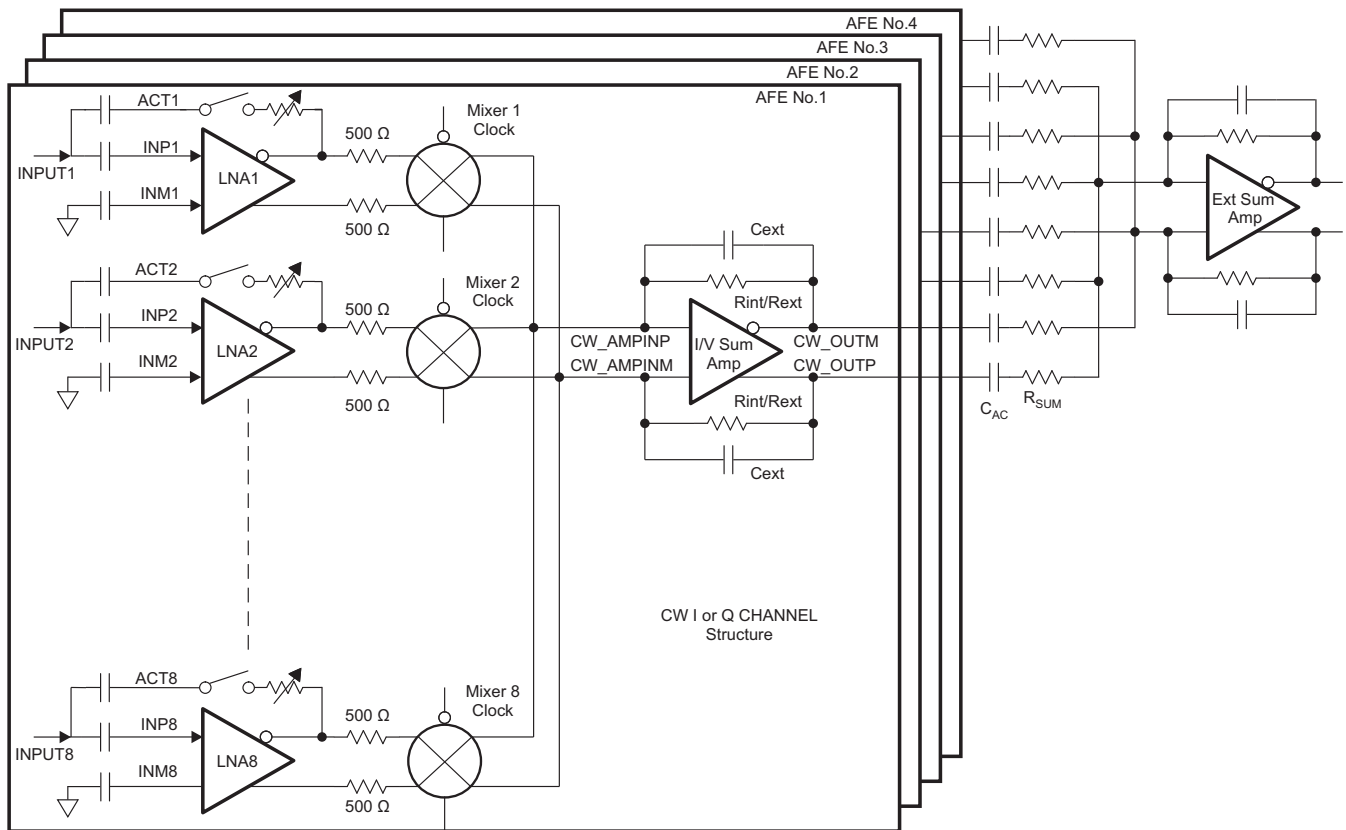 AFE No.4
AFE No.3
AFE No.2
AFE No.1
ACT1
INP1
INPUT1
INM1
LNA1
500 Ω
500 Ω
Mixer 1
Clock
ACT2
INP2
INPUT2
INM2
LNA2
500 Ω
500 Ω
Mixer 2
Clock
Cext
Rint/Rext
CW_AMPINP
CW_AMPINM
I/V Sum
Amp
CW_OUTM
CW_OUTP
Rint/Rext
Cext
CAC
RSUM
Ext Sum
Amp
CW I or Q CHANNEL
Structure
ACT8
INP8
INPUT8
INM8
LNA8
500 Ω
500 Ω
Mixer 8
Clock